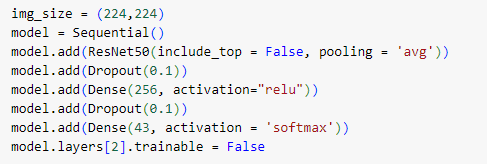 img_size = (224,224)
model = Sequential()
model.add(ResNet50(include_top = False, pooling = 'avg'))
model.add(Dropout(0.1))
model.add(Dense(256, activation="relu"))
model.add(Dropout(0.1))
model.add(Dense(43, activation = 'softmax'))
model.layers[2].trainable = False